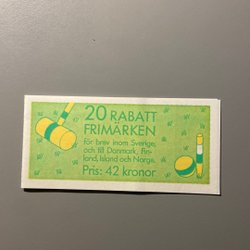 20 RABATT
FRIMÄRKEN
För brev inom Sverige,
och till Danmark, Fin-
land, Island och Norge.
Pris: 42 kronor